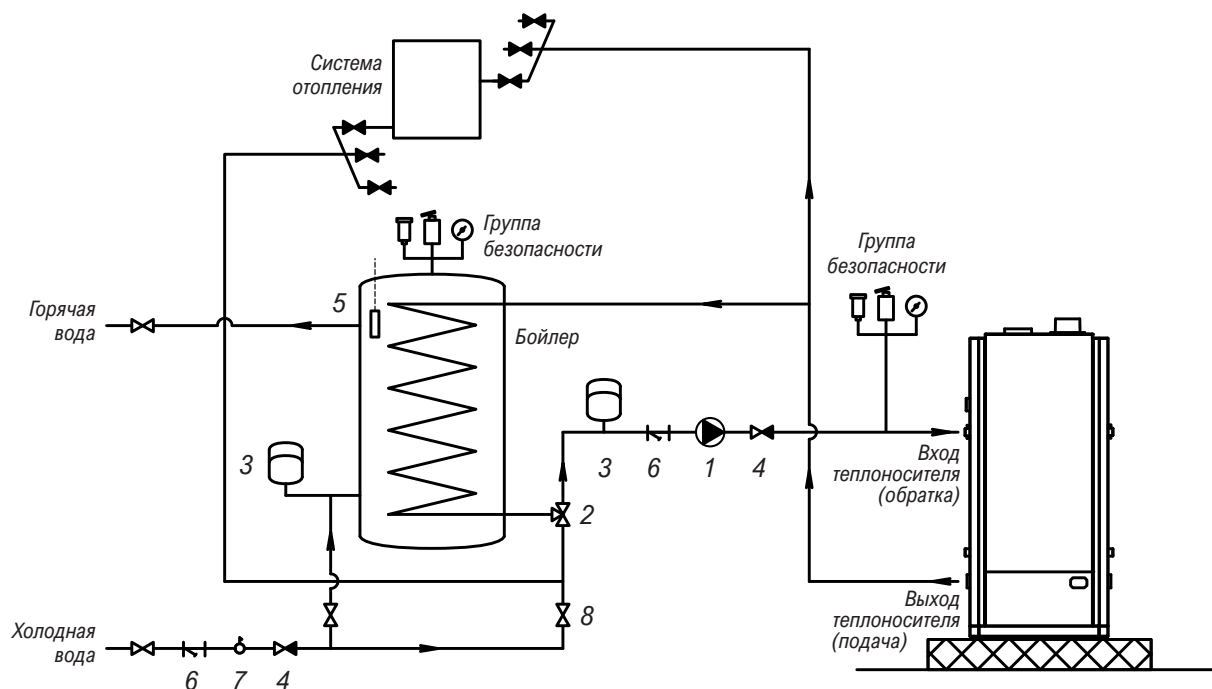 Система
отопления
Группа
безопасности
Группа
безопасности
5
Горячая
вода
Бойлер
3
3
6
1
4
Вход
теплоносителя
(обратка)
2
Холодная
вода
8
Выход
теплоносителя
(подача)
6
7
4